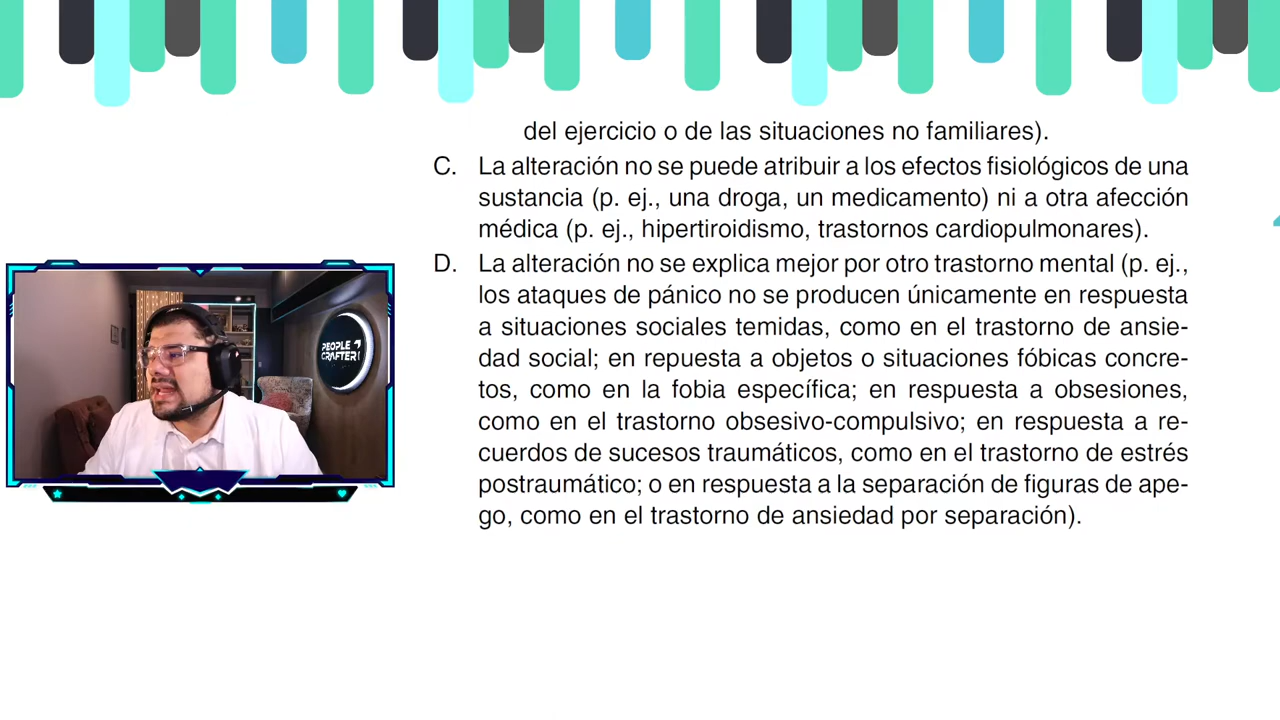 del ejercicio o de las situaciones no familiares).
C. La alteración no se puede atribuir a los efectos fisiológicos de una
sustancia (p. ej., una droga, un medicamento) ni a otra afección
médica (p. ej., hipertiroidismo, trastornos cardiopulmonares).
D. La alteración no se explica mejor por otro trastorno mental (p. ej.,
los ataques de pánico no se producen únicamente en respuesta
a situaciones sociales temidas, como en el trastorno de ansie-
dad social; en repuesta a objetos o situaciones fóbicas concre-
tos, como en la fobia específica; en respuesta a obsesiones,
como en el trastorno obsesivo-compulsivo; en respuesta a re-
cuerdos de sucesos traumáticos, como en el trastorno de estrés
postraumático; o en respuesta a la separación de figuras de ape-
go, como en el trastorno de ansiedad por separación).
PEOPLE
CRAFTER